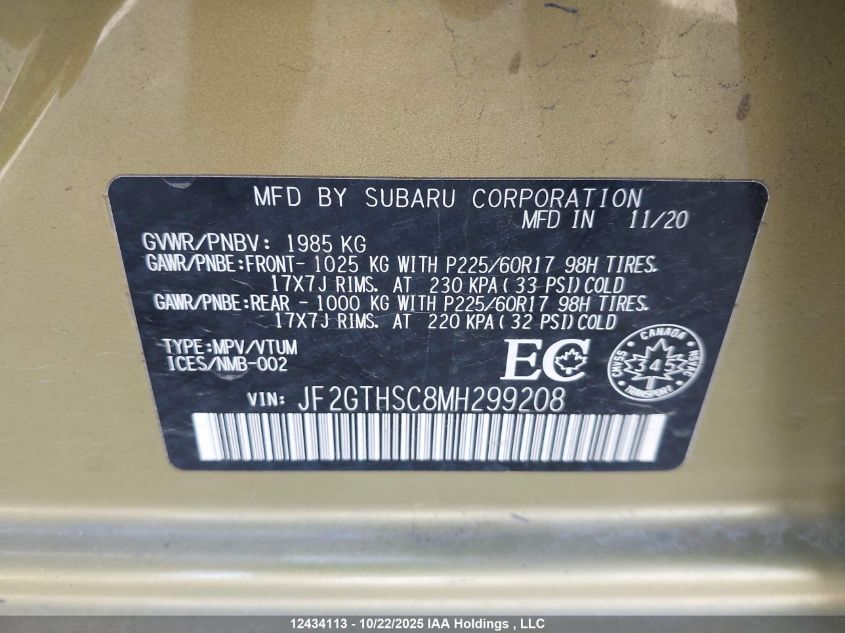 MFD BY SUBARU CORPORATION
MFD IN 11/20
GVWR/PNBV: 1985 KG
GAWR/PNBE:FRONT- 1025 KG WITH P225/60R17 98H TIRES.
17X7J RIMS. AT 230 KPA( 33 PSI)COLD
GAWR/PNBE:REAR - 1000 KG WITH P225/60R17 98H TIRES.
17X7J RIMS. AT 220 KPA( 32 PSI)COLD
TYPE:MPV/VTUM
ICES/NMB-002
EC
CANADA
CMVSS
NSVAC
4
TRANSPORT
VIN: JF2GTHSC8MH299208
12434113 - 10/22/2025 IAA Holdings , LLC